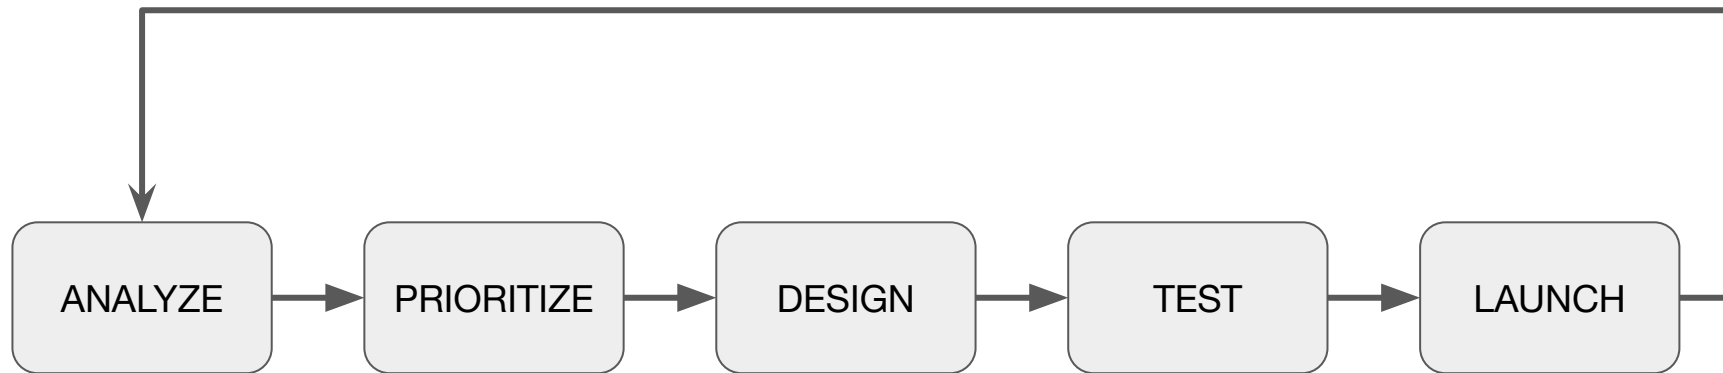 ANALYZE
PRIORITIZE
DESIGN
TEST
LAUNCH